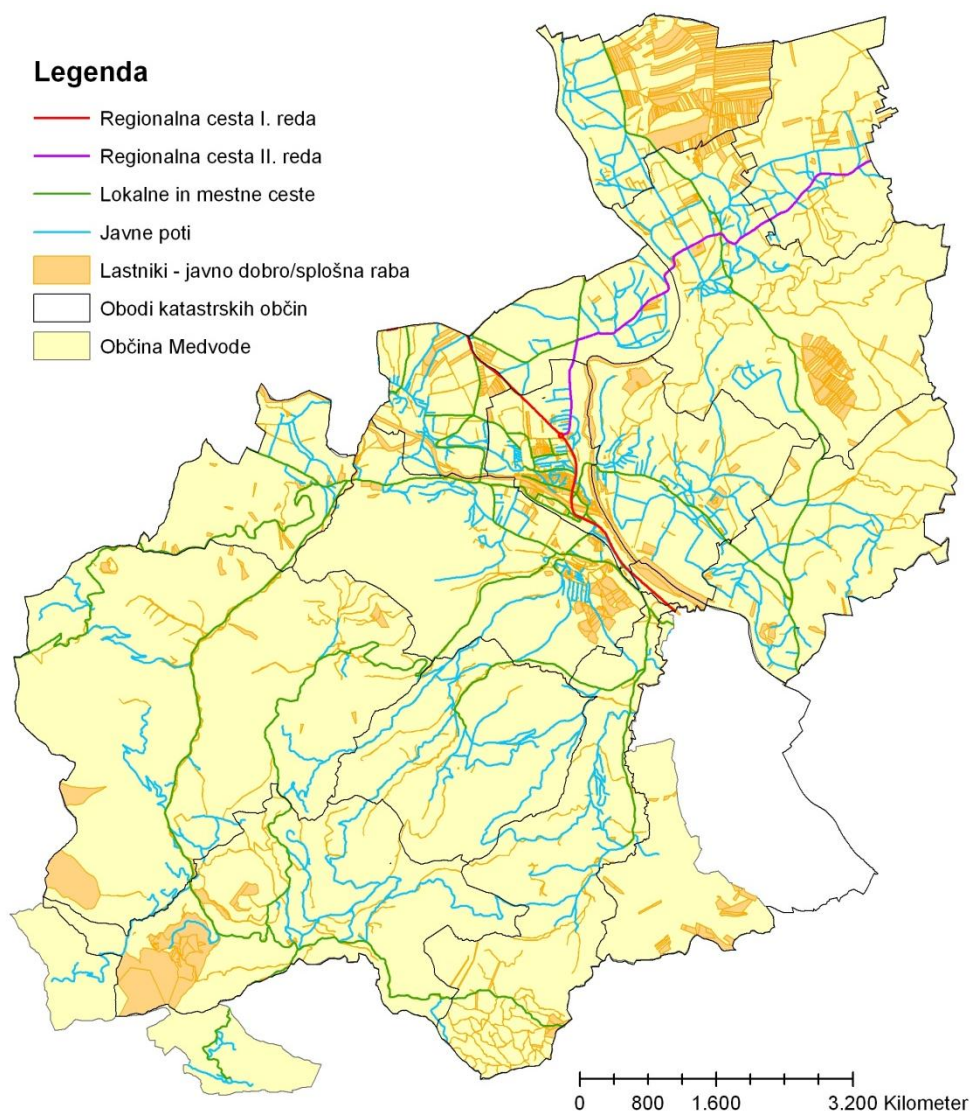 Legenda
Regionalna cesta I. reda
Regionalna cesta II. reda
Lokalne in mestne ceste
Javne poti
Lastniki - javno dobro/splošna raba
Obodi katastrskih občin
Občina Medvode
0 800 1.600 3.200 Kilometer